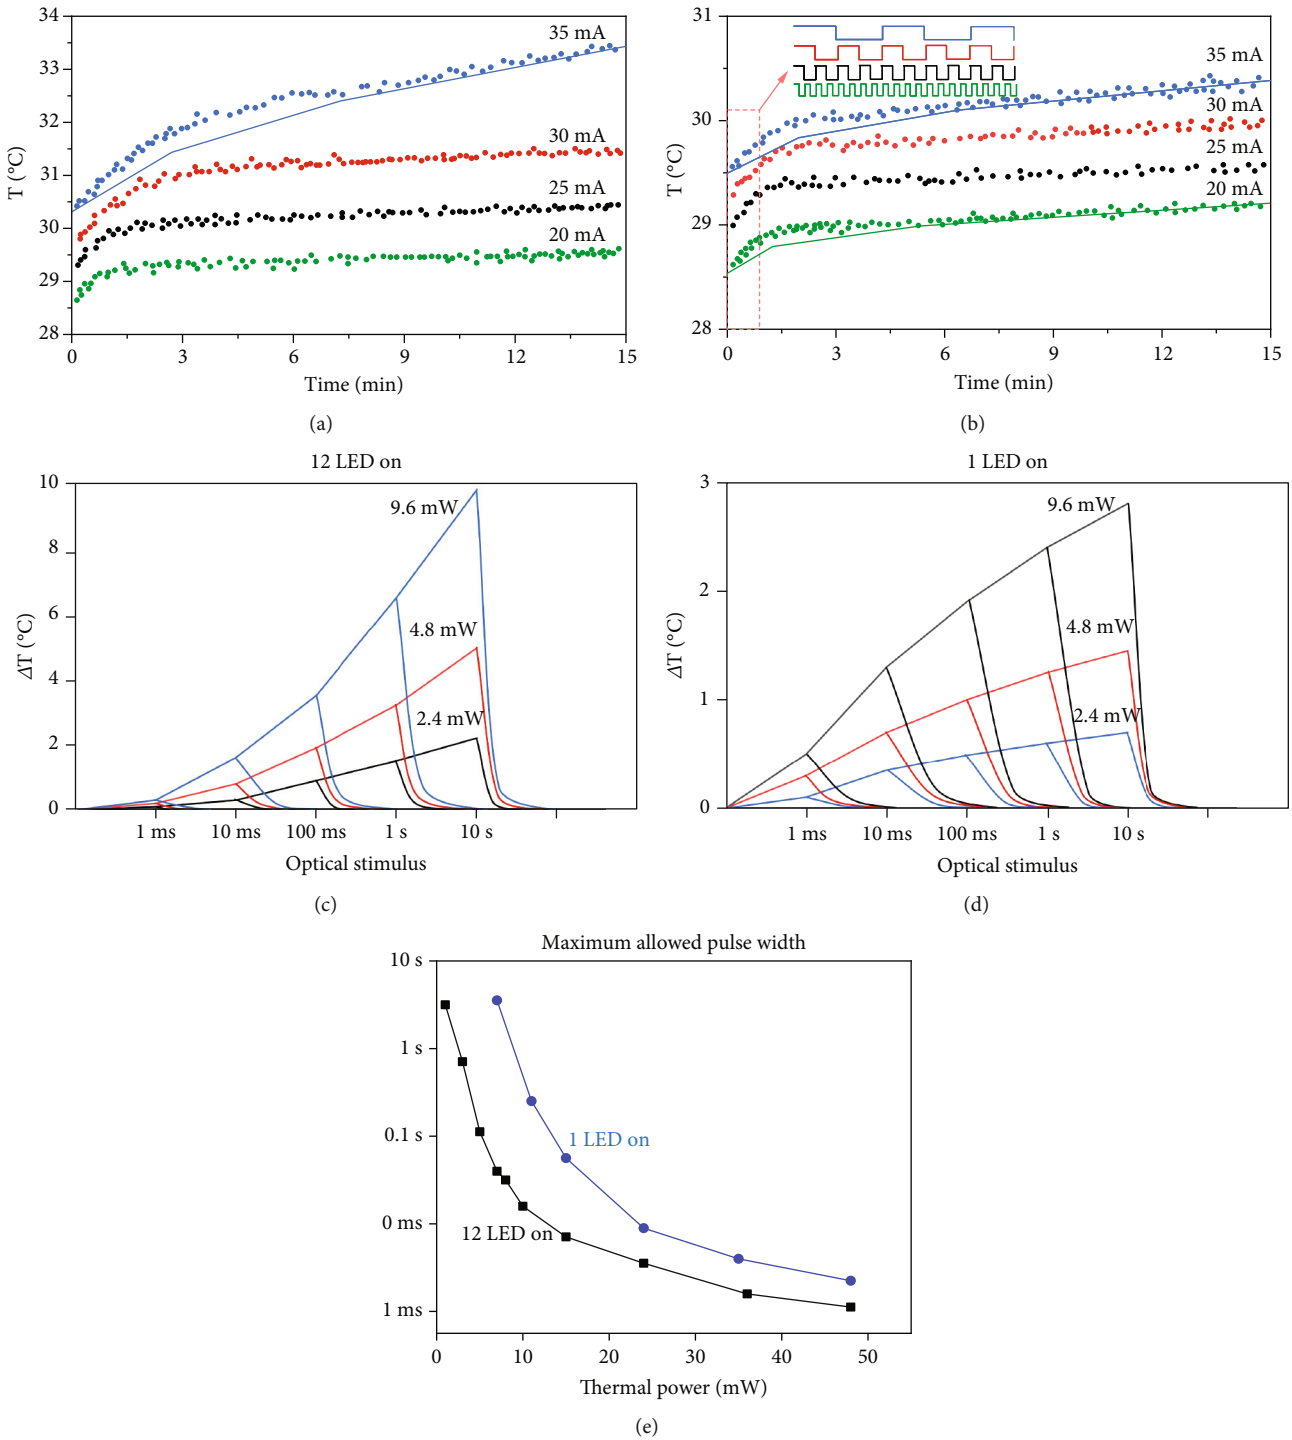 34
33
32
31
30
29
28
T (°C)
35 mA
30 mA
25 mA
20 mA
0 3 6 9 12 15
Time (min)
(a)
31
30
29
28
T (°C)
35 mA
30 mA
25 mA
20 mA
0 3 6 9 12 15
Time (min)
(b)
12 LED on
10
8
6
4
2
0
ΔT (°C)
9.6 mW
4.8 mW
2.4 mW
1 ms 10 ms 100 ms 1 s 10 s
Optical stimulus
(c)
1 LED on
3
2
1
0
ΔT (°C)
9.6 mW
4.8 mW
2.4 mW
1 ms 10 ms 100 ms 1 s 10 s
Optical stimulus
(d)
Maximum allowed pulse width
10 s
1 s
0.1 s
0 ms
1 ms
1 LED on
12 LED on
0 10 20 30 40 50
Thermal power (mW)
(e)